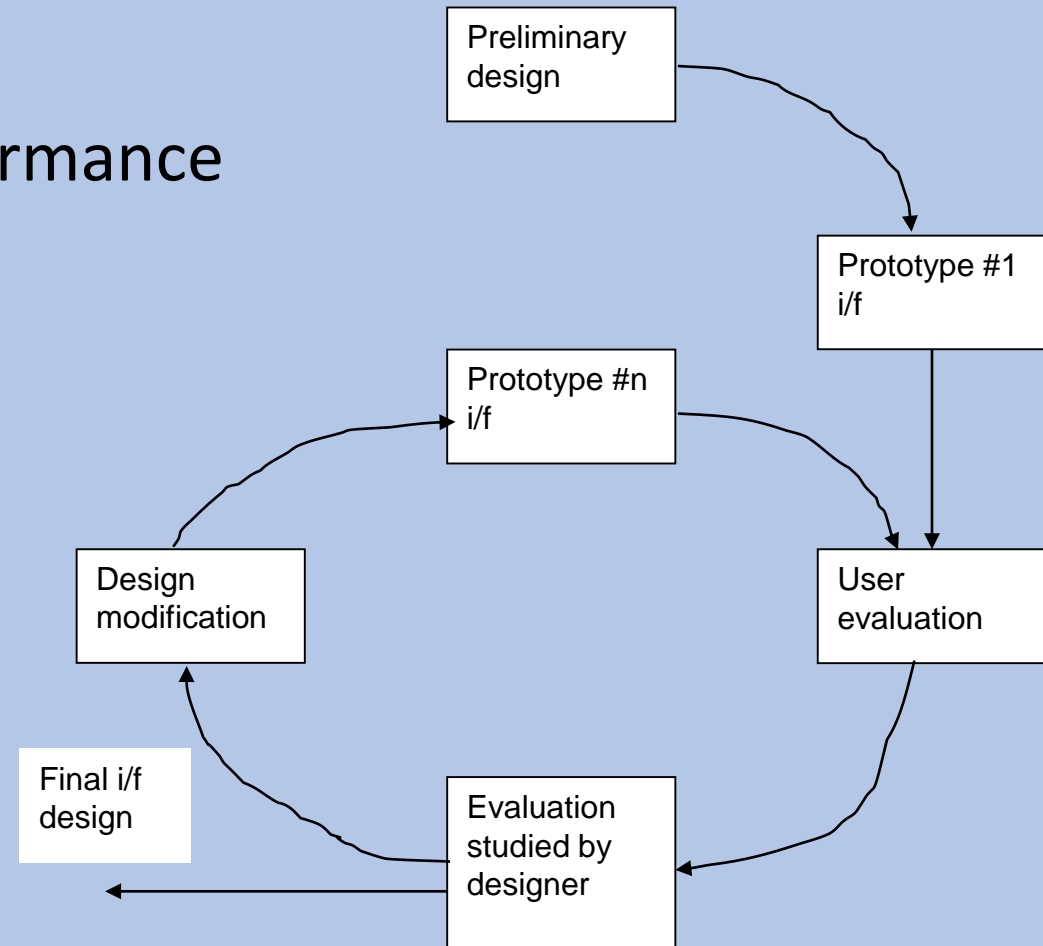 Preliminary
design
rmance
Prototype #1
i/f
Prototype #n
i/f
Design
modification
User
evaluation
Final i/f
design
Evaluation
studied by
designer